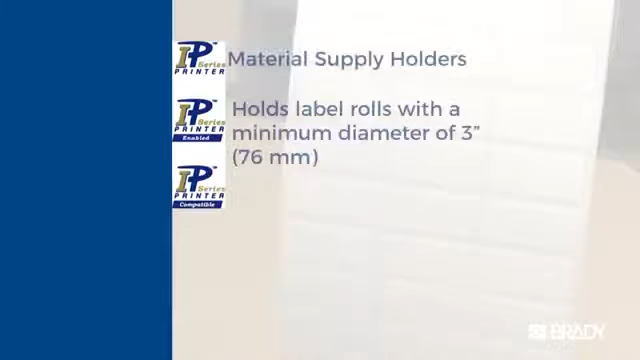 IP Series
PRINTER
Material Supply Holders
IP Series
PRINTER
Enabled
Holds label rolls with a
minimum diameter of 3”
(76 mm)
IP Series
PRINTER
Compatible
BRADY